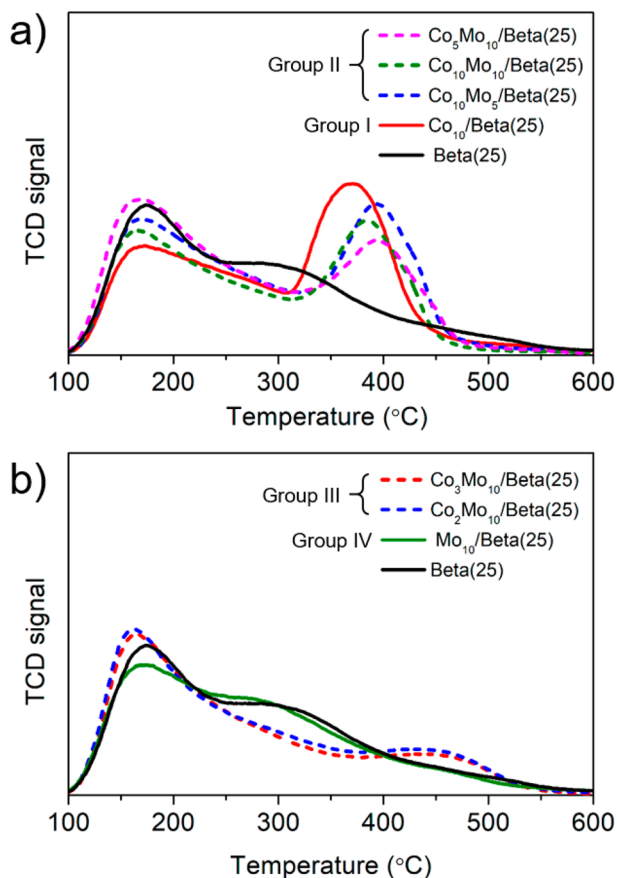 a)
Co₅Mo₁₀/Beta(25)
Group II
Co₁₀Mo₁₀/Beta(25)
Co₁₀Mo₅/Beta(25)
Group I
Co₁₀/Beta(25)
Beta(25)
TCD signal
100 200 300 400 500 600
Temperature (°C)
b)
Co₃Mo₁₀/Beta(25)
Group III
Co₂Mo₁₀/Beta(25)
Group IV
Mo₁₀/Beta(25)
Beta(25)
TCD signal
100 200 300 400 500 600
Temperature (°C)